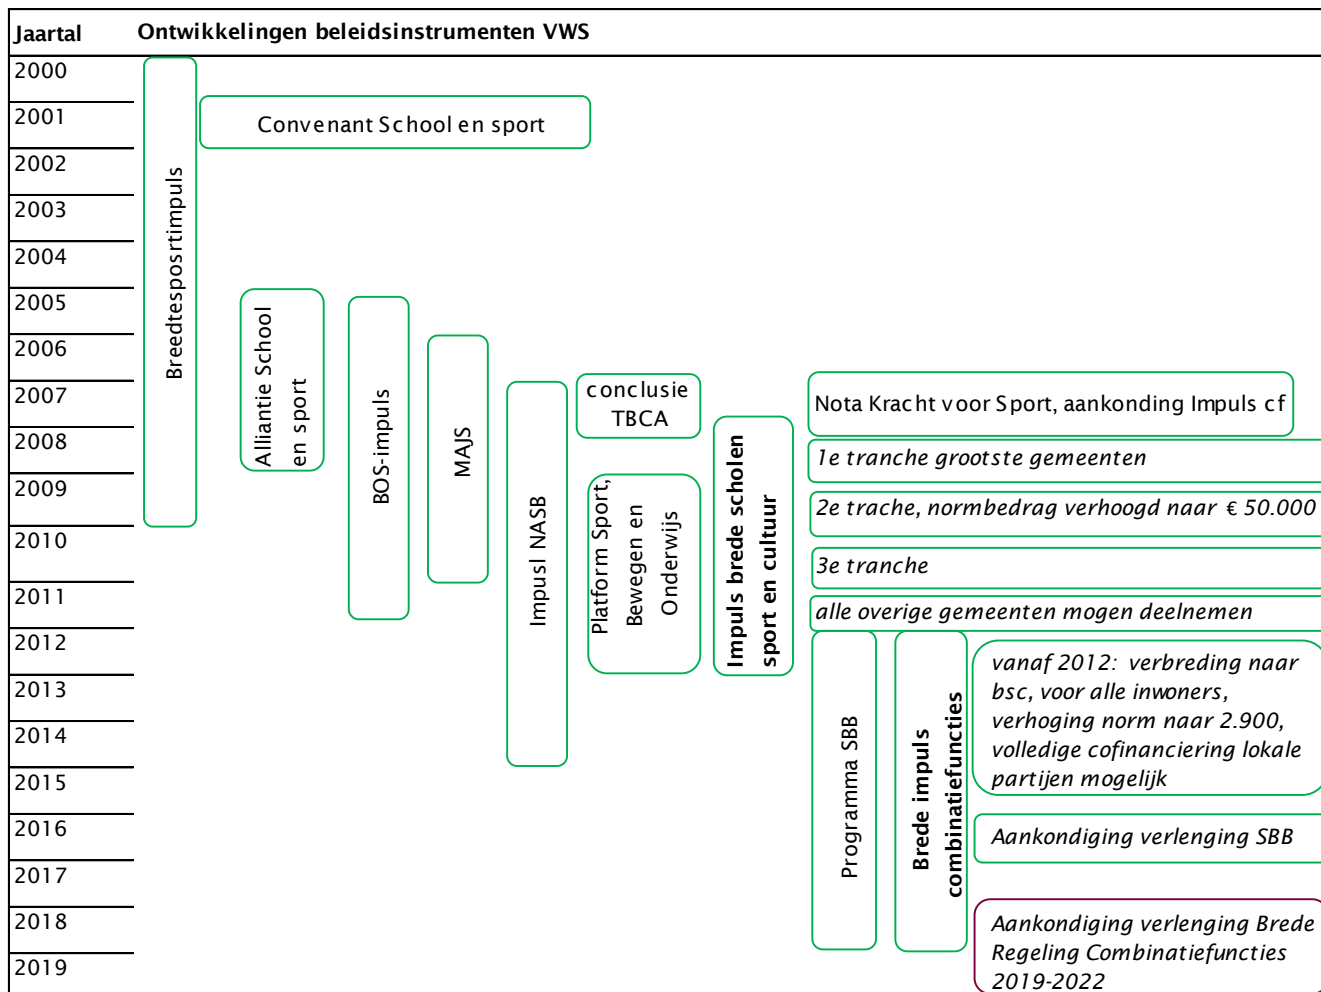 Jaartal Ontwikkelingen beleidsinstrumenten VWS
2000
2001
2002
2003
2004
2005
2006
2007
2008
2009
2010
2011
2012
2013
2014
2015
2016
2017
2018
2019
Breedtesposrtimpuls
Convenant School en sport
Alliantie School
en sport
BOS-impuls
MAJS
Impusl NASB
conclusie
TBCA
Platform Sport,
Bewegen en
Onderwijs
Impuls brede scholen
sport en cultuur
Nota Kracht voor Sport, aankonding Impuls cf
1e tranche grootste gemeenten
2e trache, normbedrag verhoogd naar € 50.000
3e tranche
alle overige gemeenten mogen deelnemen
Programma SBB
Brede impuls
combinatiefuncties
vanaf 2012: verbreding naar
bsc, voor alle inwoners,
verhoging norm naar 2.900,
volledige cofinanciering lokale
partijen mogelijk
Aankondiging verlenging SBB
Aankondiging verlenging Brede
Regeling Combinatiefuncties
2019-2022